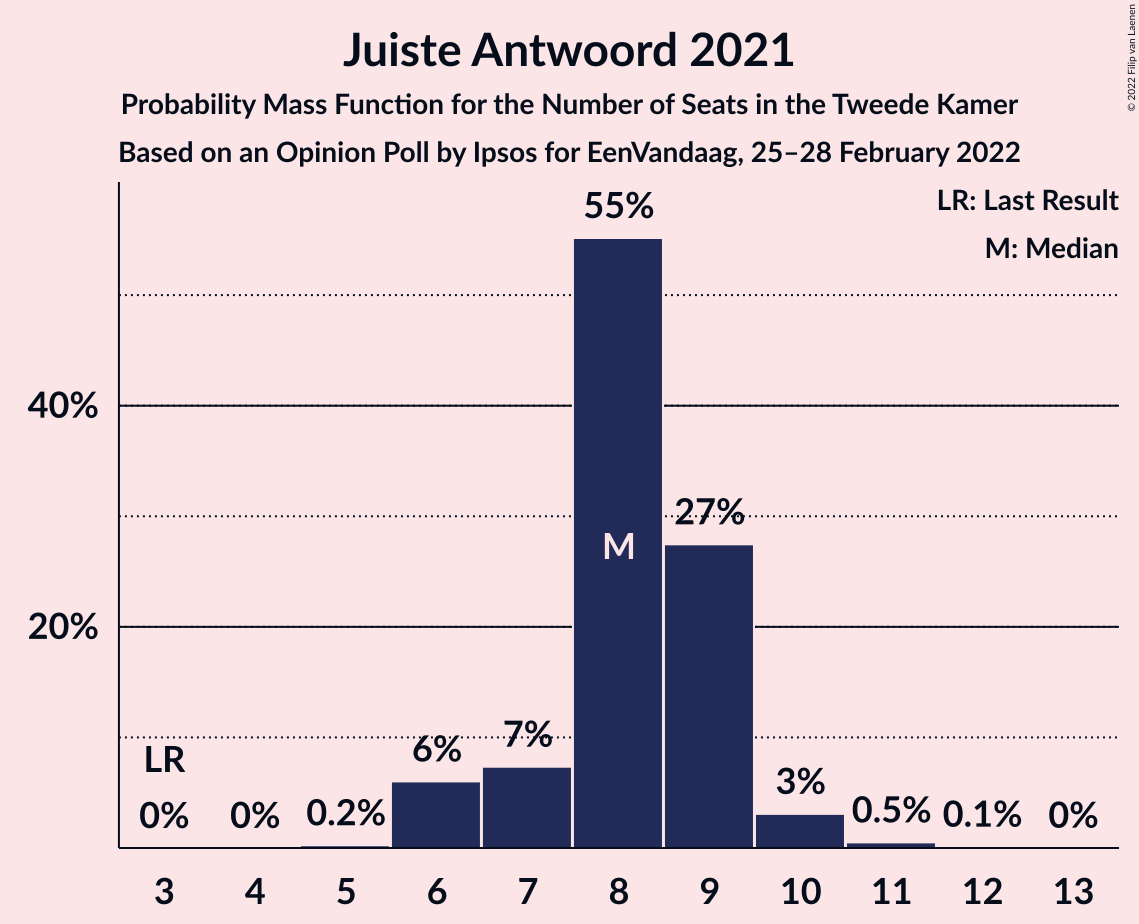 Juiste Antwoord 2021
Probability Mass Function for the Number of Seats in the Tweede Kamer
Based on an Opinion Poll by Ipsos for EenVandaag, 25–28 February 2022
© 2022 Filip van Laenen
LR: Last Result
M: Median
55%
40%
27%
M
20%
LR
6%
7%
0%
0%
0.2%
3%
0.5%
0.1%
0%
3 4 5 6 7 8 9 10 11 12 13